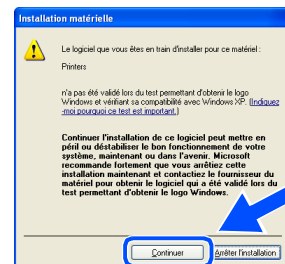 Installation matérielle
Le logiciel que vous êtes en train d'installer pour ce matériel :
Printers
n'a pas été validé lors du test permettant d'obtenir le logo
Windows et vérifiant sa compatibilité avec Windows XP. (Indiquez
-moi pourquoi ce test est important.)
Continuer l'installation de ce logiciel peut mettre en
péril ou déstabiliser le bon fonctionnement de votre
système, maintenant ou dans l'avenir. Microsoft
recommande fortement que vous arrêtiez cette
installation maintenant et contactiez le fournisseur du
matériel pour obtenir le logiciel qui a été validé lors du
test permettant d'obtenir le logo Windows.
Continuer
Arrêter l'installation